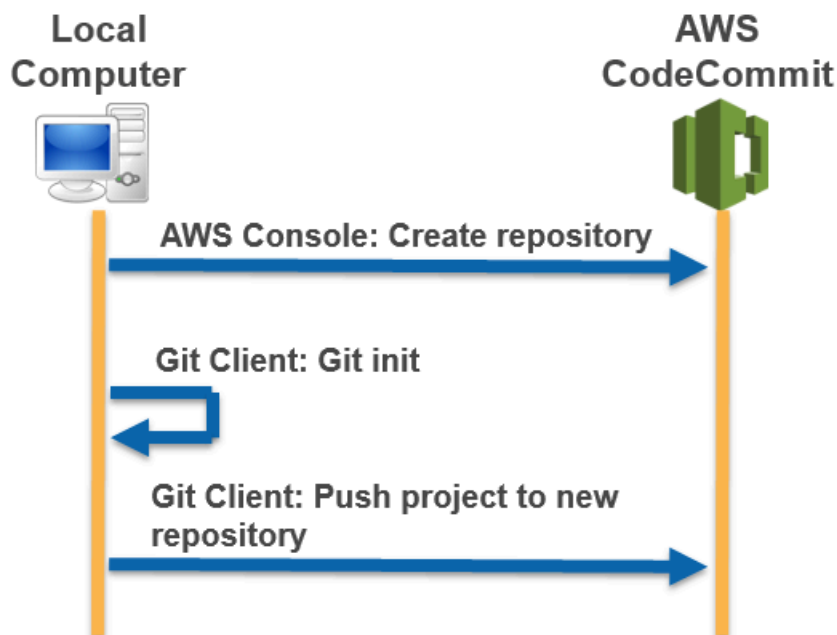 Local
Computer
AWS
CodeCommit
AWS Console: Create repository
Git Client: Git init
Git Client: Push project to new
repository